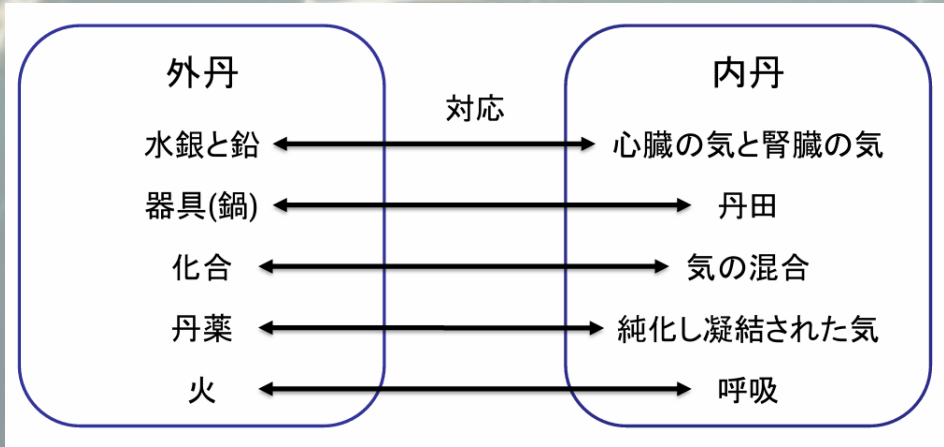 外丹
内丹
対応
水銀と鉛
心臓の気と腎臓の気
器具(鍋)
丹田
化合
気の混合
丹薬
純化し凝結された気
火
呼吸